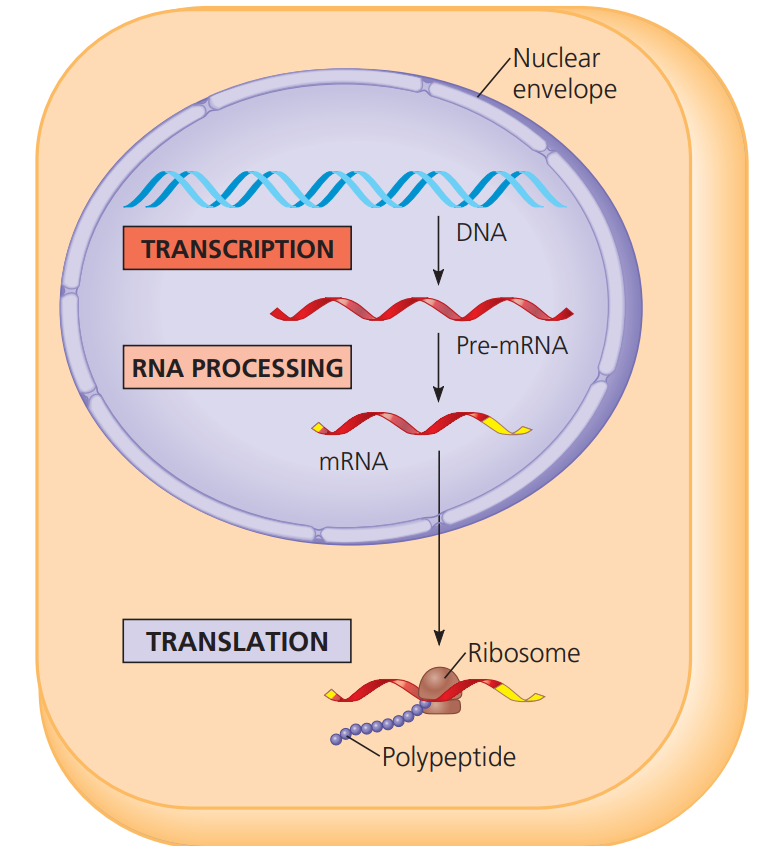 Nuclear
envelope
DNA
TRANSCRIPTION
Pre-mRNA
RNA PROCESSING
mRNA
TRANSLATION
Ribosome
Polypeptide